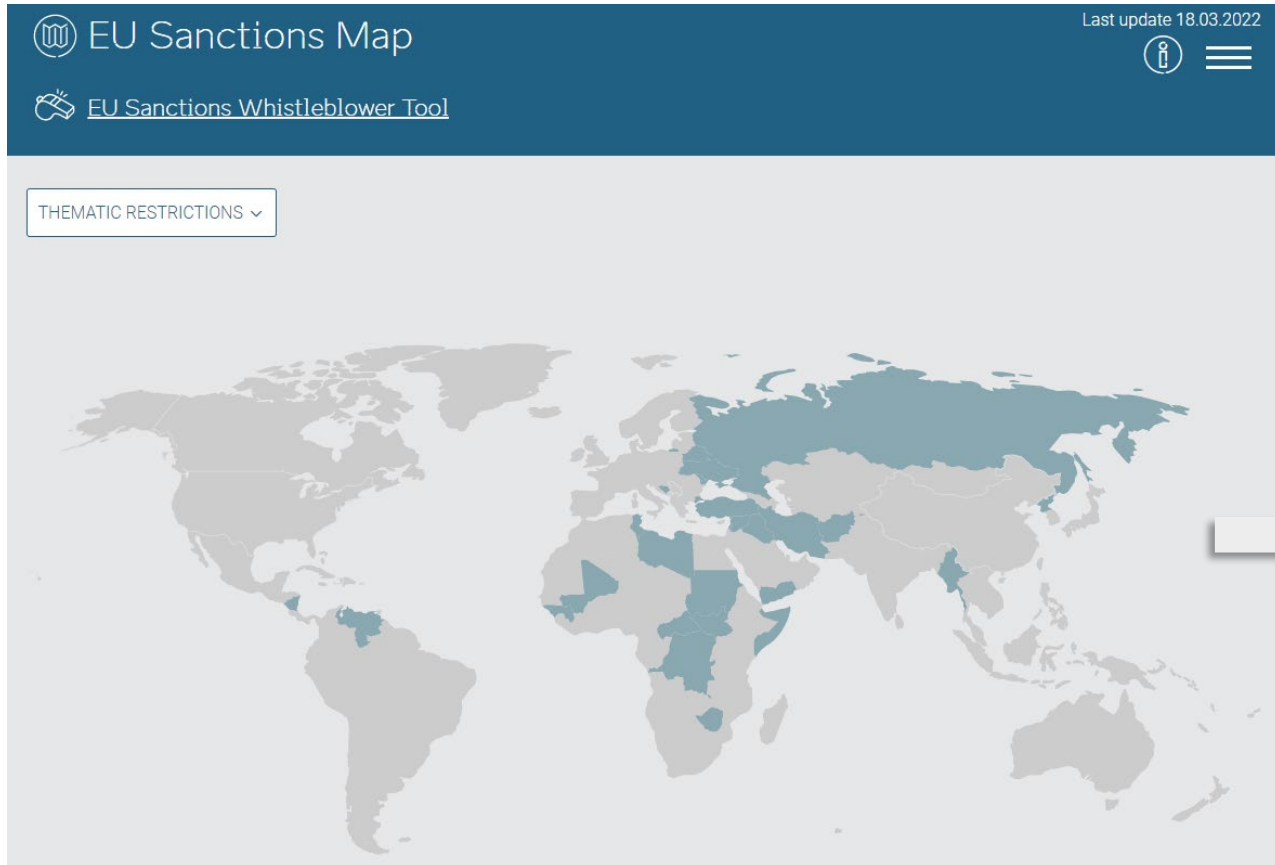 EU Sanctions Map
Last update 18.03.2022
EU Sanctions Whistleblower Tool
THEMATIC RESTRICTIONS